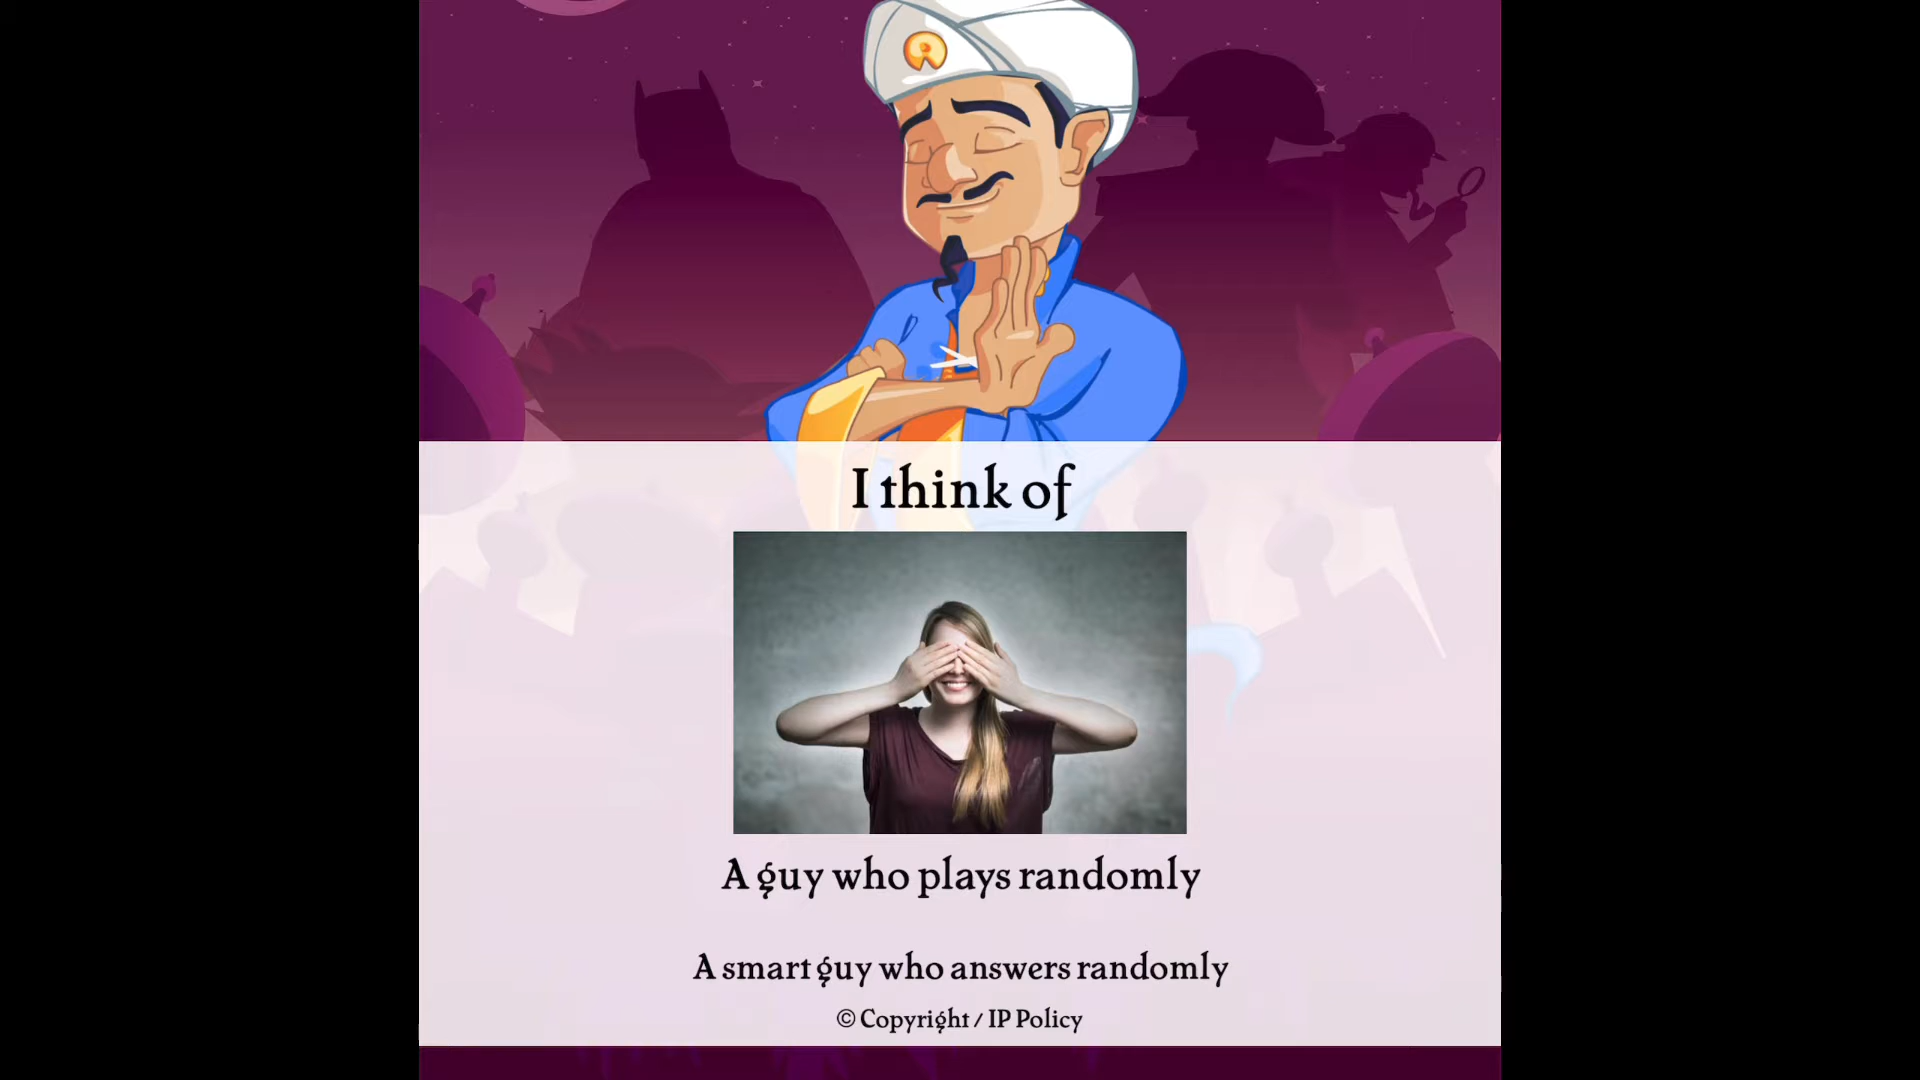 I think of
A guy who plays randomly
A smart guy who answers randomly
© Copyright / IP Policy